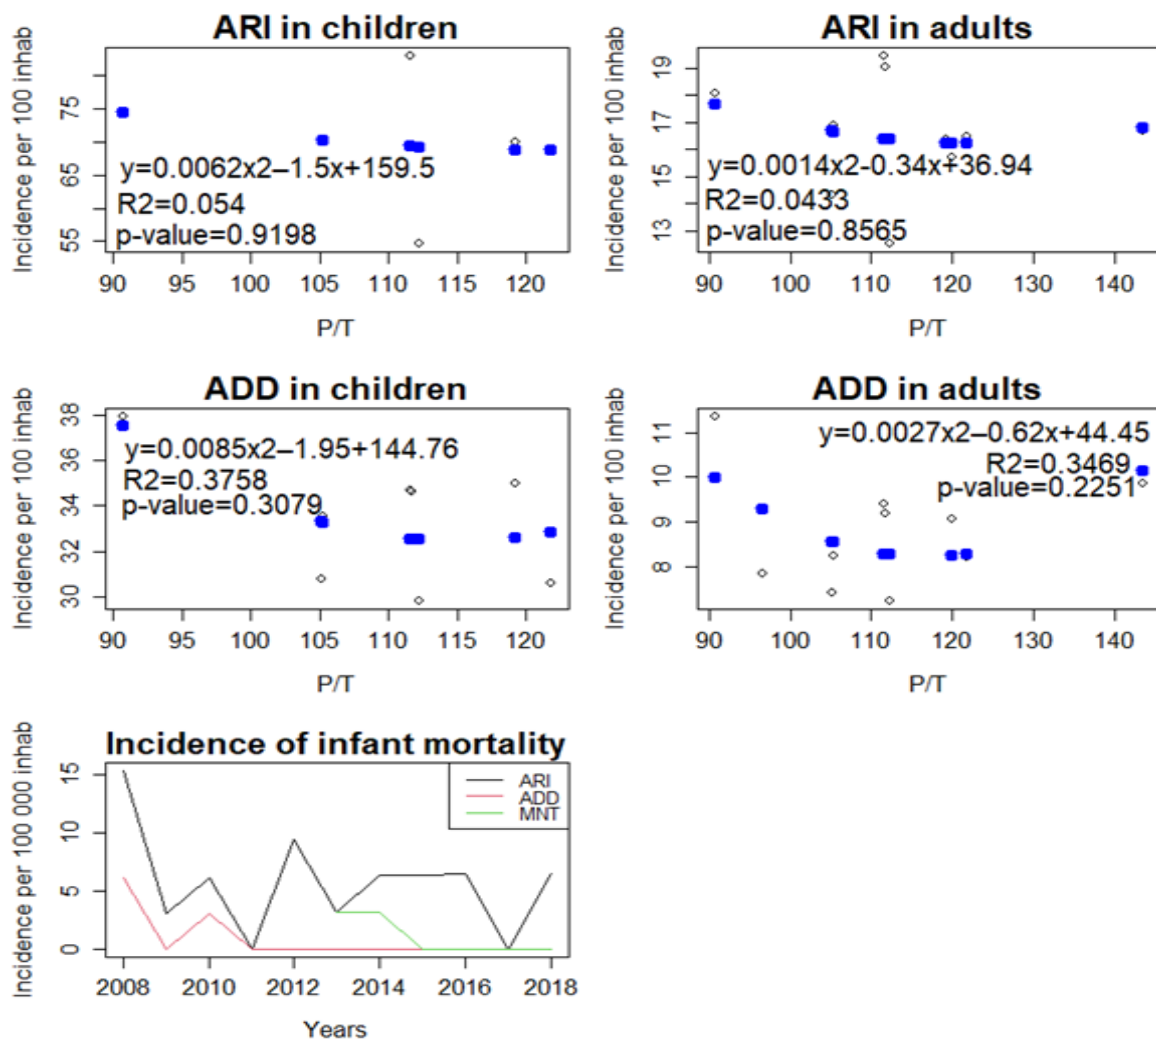 ARI in children
Incidence per 100 inhab
75
65
55
y=0.0062x2–1.5x+159.5
R2=0.054
p-value=0.9198
90 95 100 105 110 115 120
P/T
ARI in adults
Incidence per 100 inhab
19
17
15
13
y=0.0014x2-0.34x+36.94
R2=0.0433
p-value=0.8565
90 100 110 120 130 140
P/T
ADD in children
Incidence per 100 inhab
38
36
34
32
30
y=0.0085x2–1.95+144.76
R2=0.3758
p-value=0.3079
90 95 100 105 110 115 120
P/T
ADD in adults
Incidence per 100 inhab
11
10
9
8
y=0.0027x2–0.62x+44.45
R2=0.3469
p-value=0.2251
90 100 110 120 130 140
P/T
Incidence of infant mortality
Incidence per 100 000 inhab
15
10
5
0
ARI
ADD
MNT
2008 2010 2012 2014 2016 2018
Years